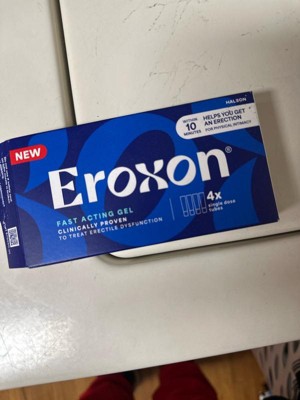 HALEON
NEW
WITHIN
10
MINUTES
HELPS YOU GET
AN ERECTION
FOR PHYSICAL INTIMACY
Eroxon®
FAST ACTING GEL
CLINICALLY PROVEN
TO TREAT ERECTILE DYSFUNCTION
4x
single dose
tubes